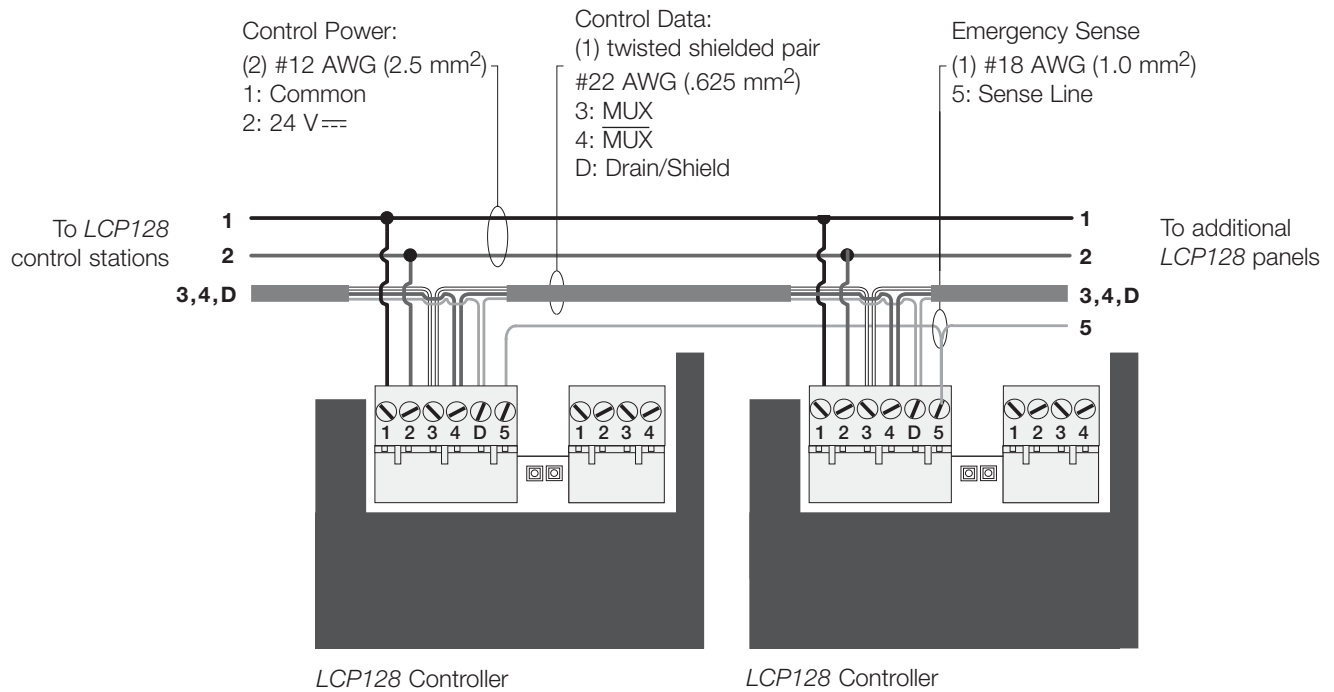 Control Power:
(2) #12 AWG (2.5 mm²)
1: Common
2: 24 V⎓
Control Data:
(1) twisted shielded pair
#22 AWG (.625 mm²)
3: MUX
4: M̅U̅X̅
D: Drain/Shield
Emergency Sense
(1) #18 AWG (1.0 mm²)
5: Sense Line
To LCP128
control stations
1
2
3,4,D
1
2
3,4,D
5
To additional
LCP128 panels
1 2 3 4 D 5
1 2 3 4
1 2 3 4 D 5
1 2 3 4
LCP128 Controller
LCP128 Controller